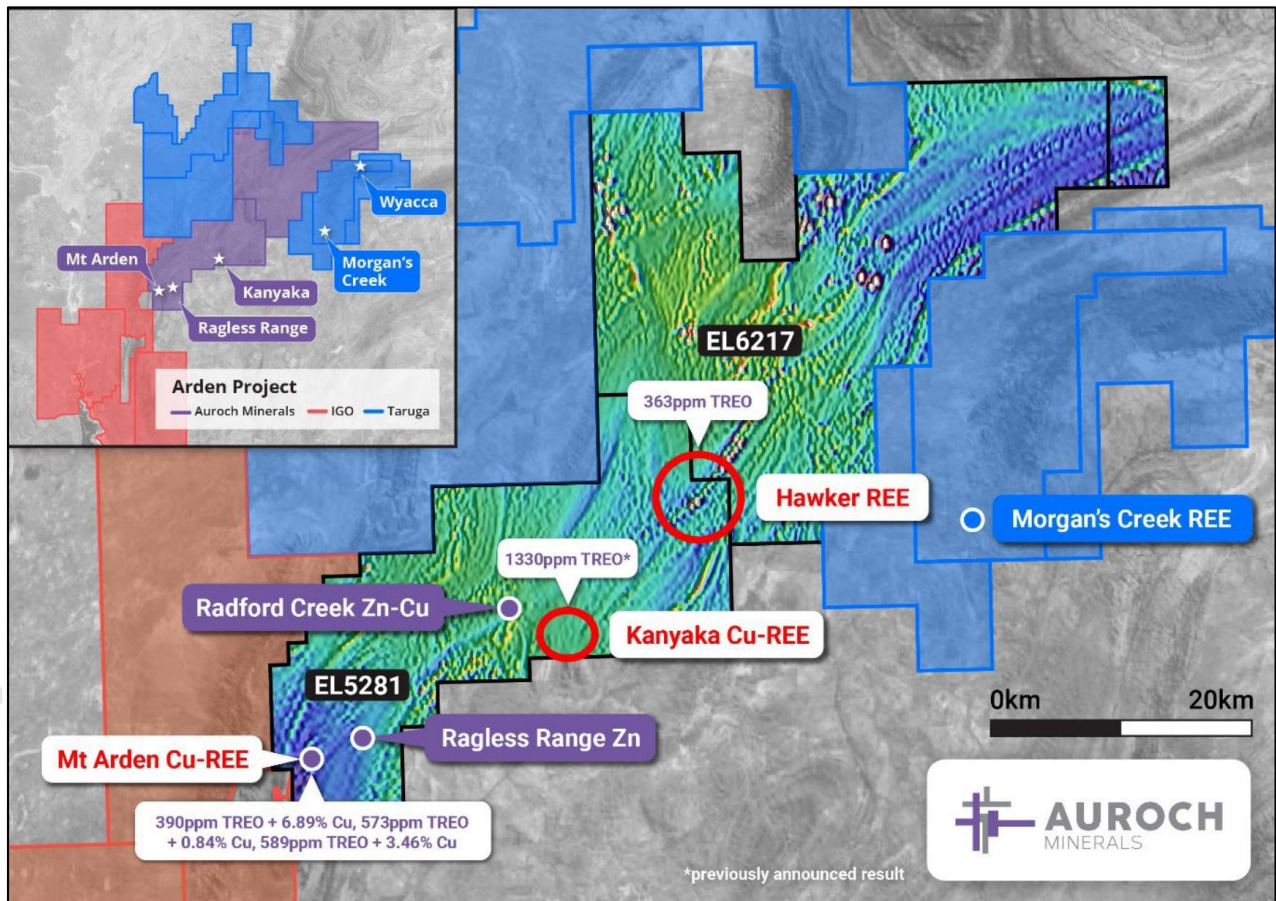 Wyacca
Mt Arden
Morgan's
Creek
Kanyaka
Ragless Range
Arden Project
Auroch Minerals
IGO
Taruga
EL6217
363ppm TREO
Hawker REE
Morgan's Creek REE
1330ppm TREO*
Radford Creek Zn-Cu
Kanyaka Cu-REE
EL5281
0km
20km
Ragless Range Zn
Mt Arden Cu-REE
390ppm TREO + 6.89% Cu, 573ppm TREO
+ 0.84% Cu, 589ppm TREO + 3.46% Cu
AUROCH
MINERALS
*previously announced result